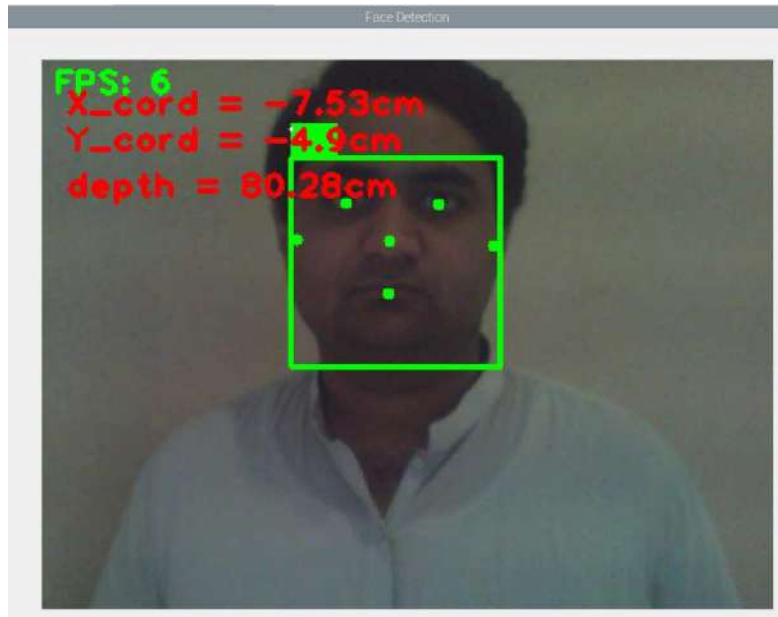 Face Detection
FPS: 6
X_cord = -7.53cm
Y_cord = -4.9cm
depth = 80.28cm